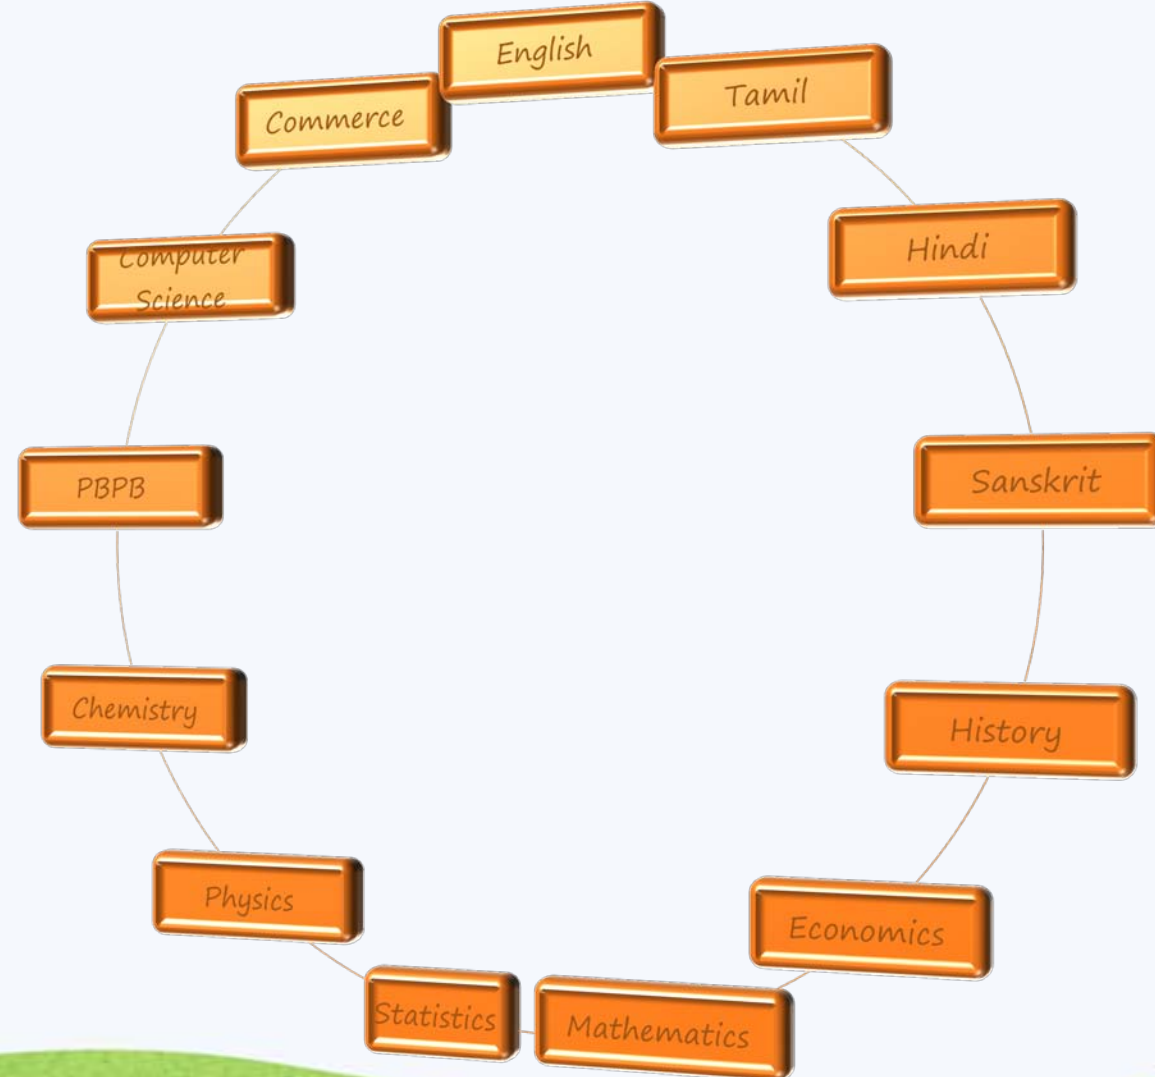 English
Tamil
Hindi
Sanskrit
History
Economics
Mathematics
Statistics
Physics
Chemistry
PBPB
Computer
Science
Commerce